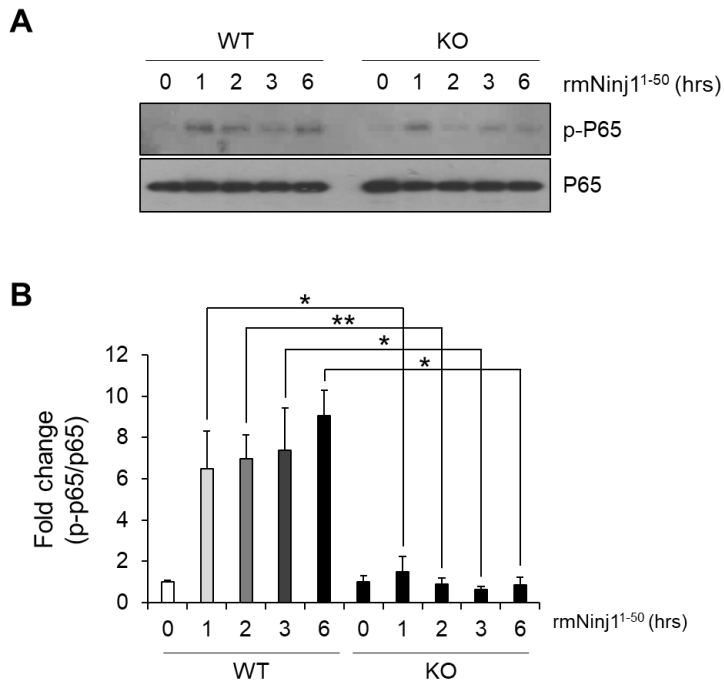 A
WT KO
0 1 2 3 6 0 1 2 3 6 rmNinj1¹⁻⁵⁰ (hrs)
p-P65
P65
B
* 
**
*
*
12
10
8
6
4
2
0
Fold change
(p-p65/p65)
0 1 2 3 6 0 1 2 3 6 rmNinj1¹⁻⁵⁰ (hrs)
WT KO